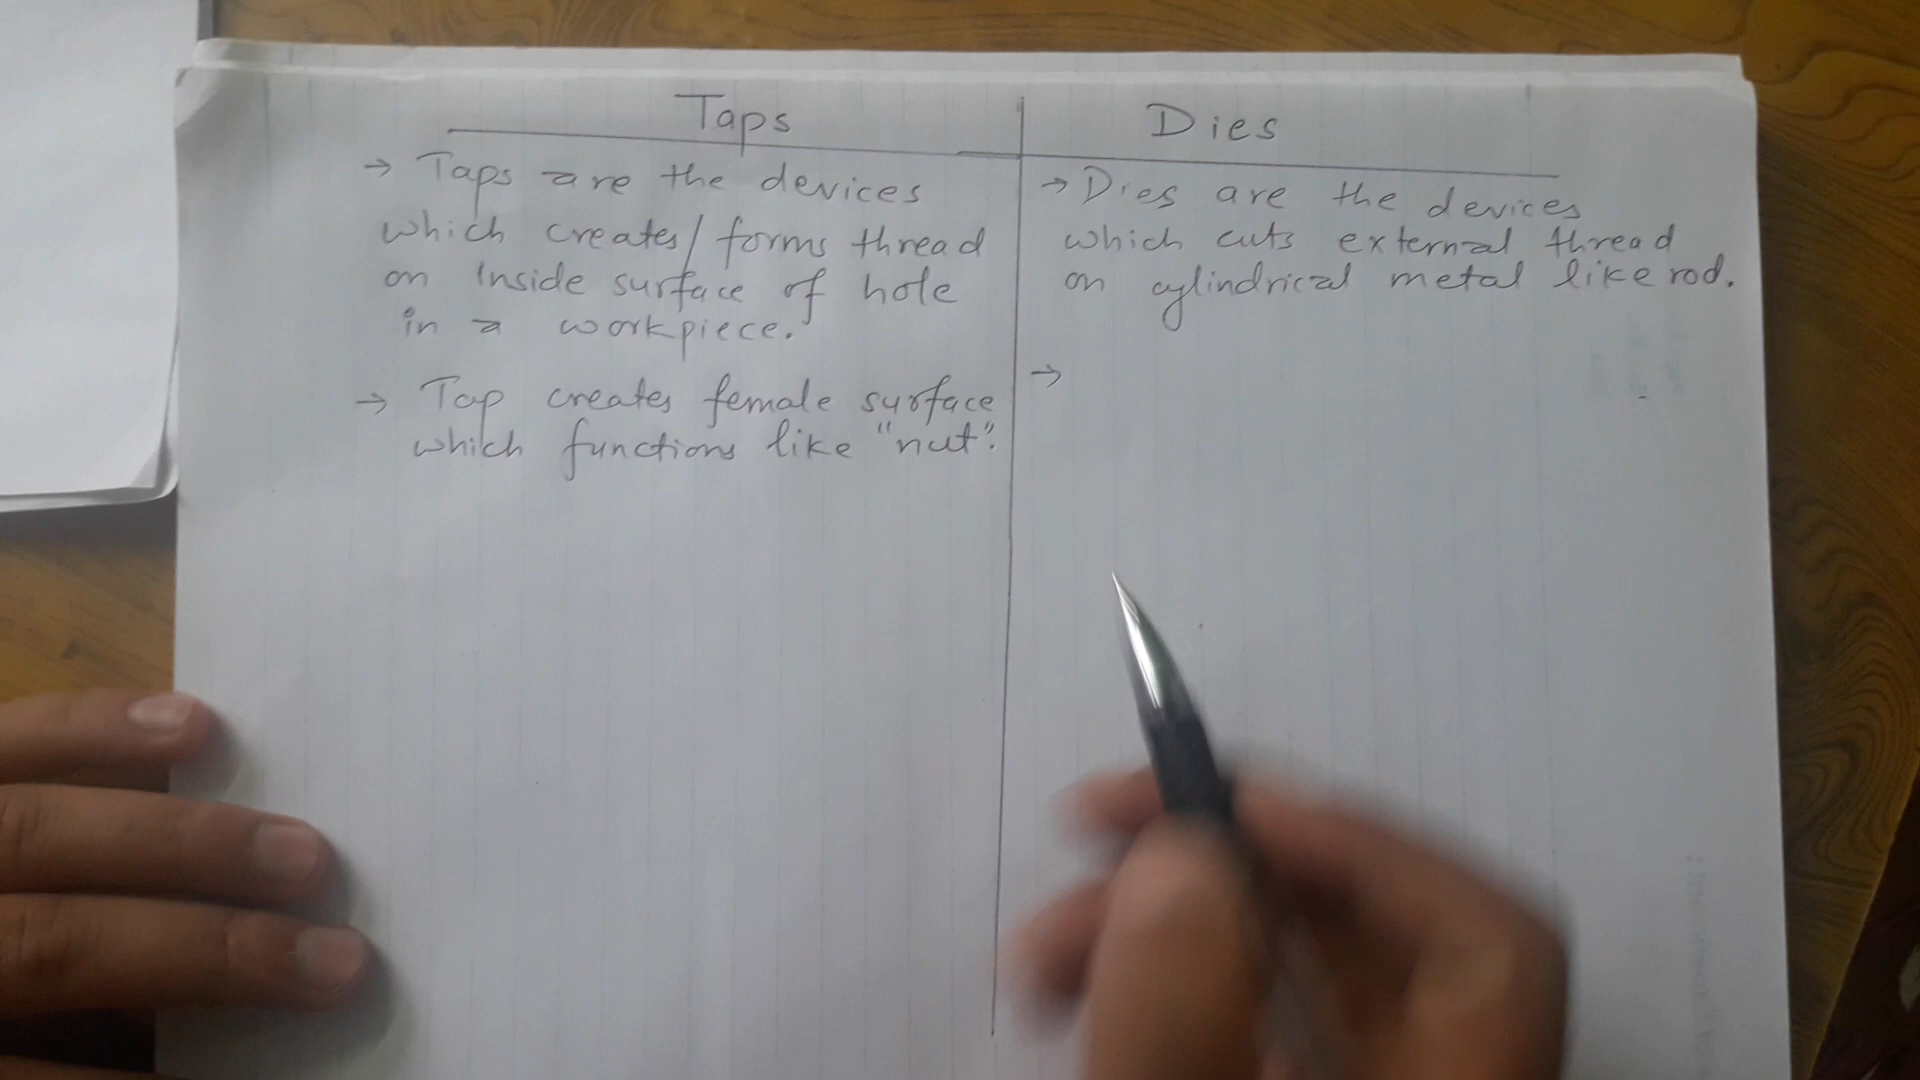 Taps
→ Taps are the devices
which creates/forms thread
on inside surface of hole
in a workpiece.
→ Tap creates female surface
which functions like "nut".
Dies
→ Dies are the devices
which cuts external thread
on cylindrical metal like rod.
→